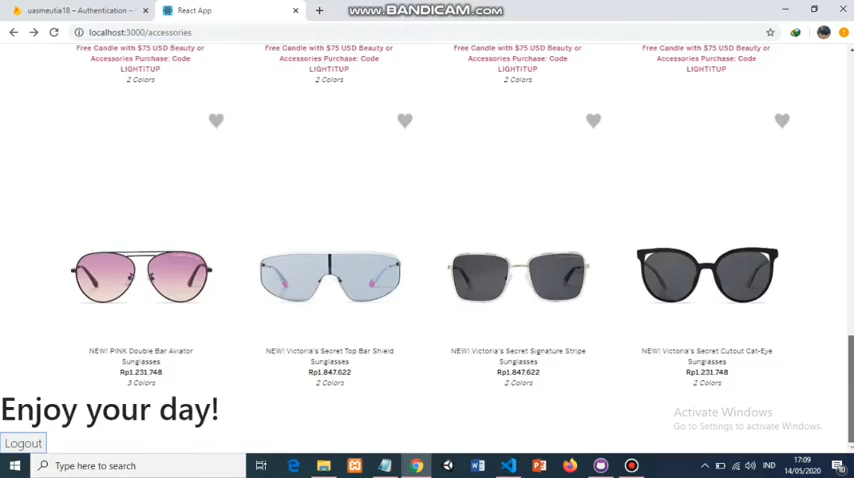 uasmeutia18 – Authentication –
React App
www.BANDICAM.com
localhost:3000/accessories
Free Candle with $75 USD Beauty or
Accessories Purchase: Code
LIGHTITUP
2 Colors
Free Candle with $75 USD Beauty or
Accessories Purchase: Code
LIGHTITUP
2 Colors
Free Candle with $75 USD Beauty or
Accessories Purchase: Code
LIGHTITUP
2 Colors
Free Candle with $75 USD Beauty or
Accessories Purchase: Code
LIGHTITUP
NEW! PINK Double Bar Aviator
Sunglasses
Rp1.231.748
3 Colors
NEW! Victoria's Secret Top Bar Shield
Sunglasses
Rp1.847.622
2 Colors
NEW! Victoria's Secret Signature Stripe
Sunglasses
Rp1.847.622
2 Colors
NEW! Victoria's Secret Cutout Cat-Eye
Sunglasses
Rp1.231.748
2 Colors
Enjoy your day!
Logout
Activate Windows
Go to Settings to activate Windows.
Type here to search
IND
17:09
14/05/2020